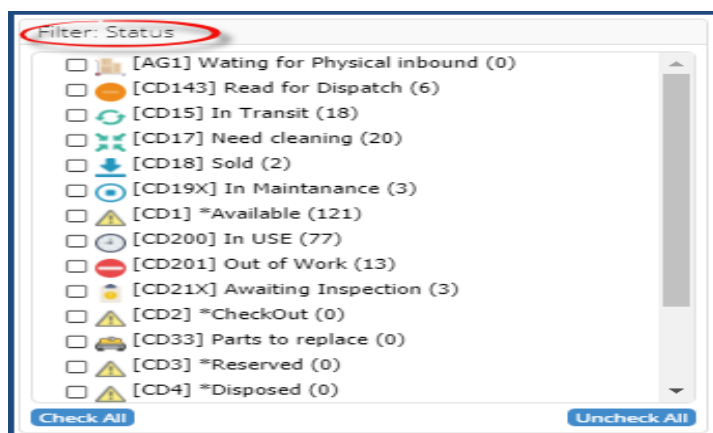 Filter: Status
[AG1] Wating for Physical inbound (0)
[CD143] Read for Dispatch (6)
[CD15] In Transit (18)
[CD17] Need cleaning (20)
[CD18] Sold (2)
[CD19X] In Maintanance (3)
[CD1] *Available (121)
[CD200] In USE (77)
[CD201] Out of Work (13)
[CD21X] Awaiting Inspection (3)
[CD2] *CheckOut (0)
[CD33] Parts to replace (0)
[CD3] *Reserved (0)
[CD4] *Disposed (0)
Check All Uncheck All